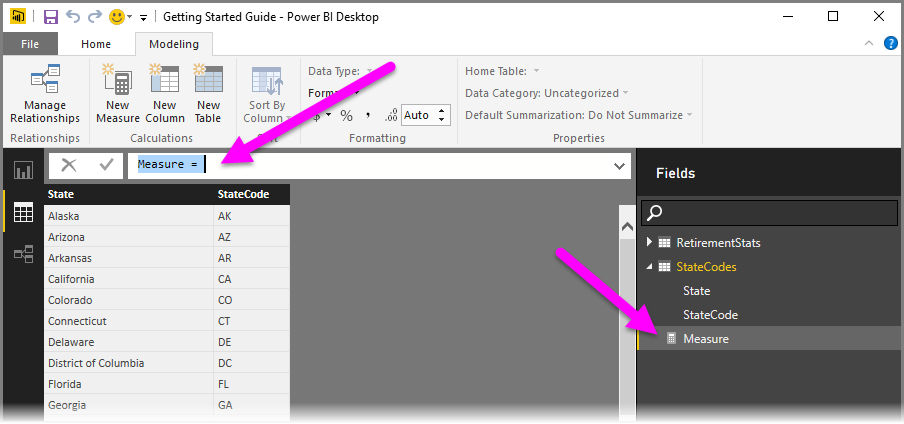 Getting Started Guide - Power BI Desktop
File Home Modeling
Manage Relationships
New Measure
New Column
New Table
Sort By Column
Data Type:
Home Table:
Data Category: Uncategorized
$ % , .00 Auto
Default Summarization: Do Not Summarize
Relationships Calculations Formatting Properties
Measure =
Fields
State StateCode
Alaska AK
Arizona AZ
Arkansas AR
California CA
Colorado CO
Connecticut CT
Delaware DE
District of Columbia DC
Florida FL
Georgia GA
RetirementStats
StateCodes
State
StateCode
Measure